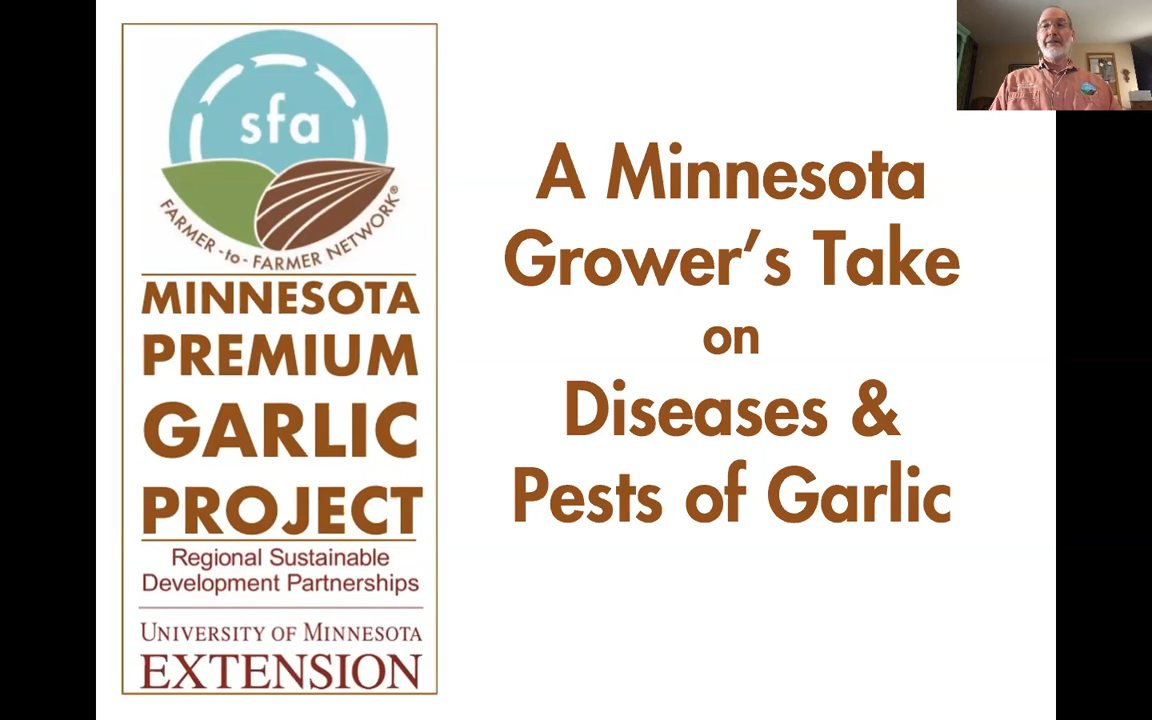 sfa
FARMER -to- FARMER NETWORK®
MINNESOTA
PREMIUM
GARLIC
PROJECT
Regional Sustainable
Development Partnerships
UNIVERSITY OF MINNESOTA
EXTENSION
A Minnesota
Grower’s Take
on
Diseases &
Pests of Garlic